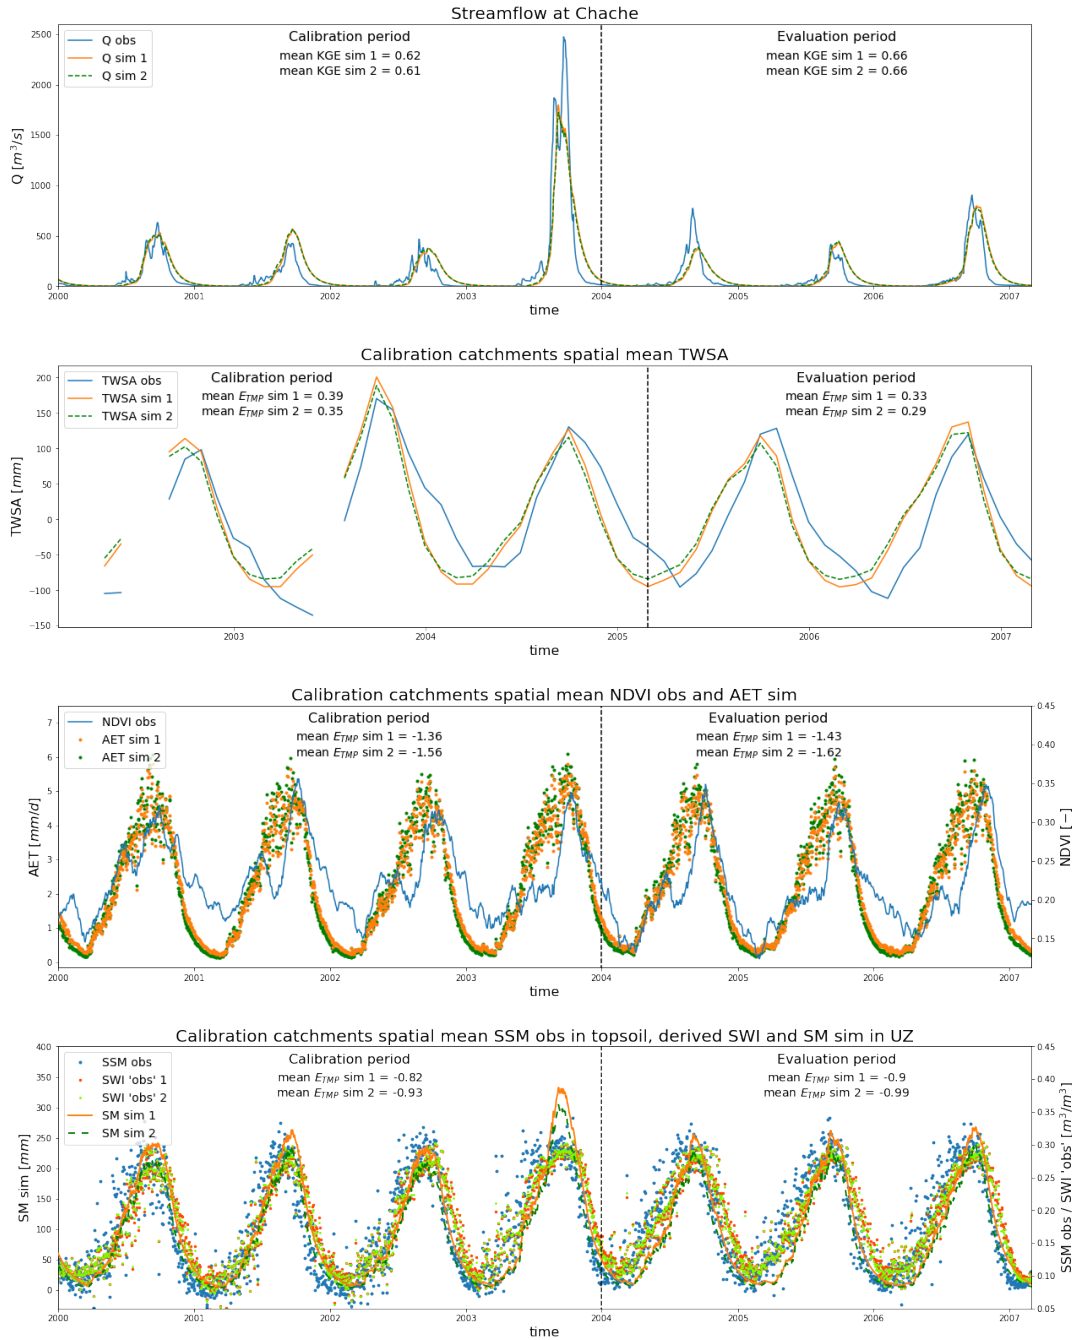 Streamflow at Chache
Q obs
Q sim 1
Q sim 2
Calibration period
mean KGE sim 1 = 0.62
mean KGE sim 2 = 0.61
Evaluation period
mean KGE sim 1 = 0.66
mean KGE sim 2 = 0.66
Q [m³/s]
2500
2000
1500
1000
500
0
2000 2001 2002 2003 2004 2005 2006 2007
time
Calibration catchments spatial mean TWSA
TWSA obs
TWSA sim 1
TWSA sim 2
Calibration period
mean E_TMP sim 1 = 0.39
mean E_TMP sim 2 = 0.35
Evaluation period
mean E_TMP sim 1 = 0.33
mean E_TMP sim 2 = 0.29
TWSA [mm]
200
150
100
50
0
−50
−100
−150
2003 2004 2005 2006 2007
time
Calibration catchments spatial mean NDVI obs and AET sim
NDVI obs
AET sim 1
AET sim 2
Calibration period
mean E_TMP sim 1 = -1.36
mean E_TMP sim 2 = -1.56
Evaluation period
mean E_TMP sim 1 = -1.43
mean E_TMP sim 2 = -1.62
AET [mm/d]
7
6
5
4
3
2
1
0
0.45
0.40
0.35
0.30
0.25
0.20
0.15
NDVI [−]
2000 2001 2002 2003 2004 2005 2006 2007
time
Calibration catchments spatial mean SSM obs in topsoil, derived SWI and SM sim in UZ
SSM obs
SWI 'obs' 1
SWI 'obs' 2
SM sim 1
SM sim 2
Calibration period
mean E_TMP sim 1 = -0.82
mean E_TMP sim 2 = -0.93
Evaluation period
mean E_TMP sim 1 = -0.9
mean E_TMP sim 2 = -0.99
SM sim [mm]
400
350
300
250
200
150
100
50
0
0.45
0.40
0.35
0.30
0.25
0.20
0.15
0.10
0.05
SSM obs / SWI 'obs' [m³/m³]
2000 2001 2002 2003 2004 2005 2006 2007
time